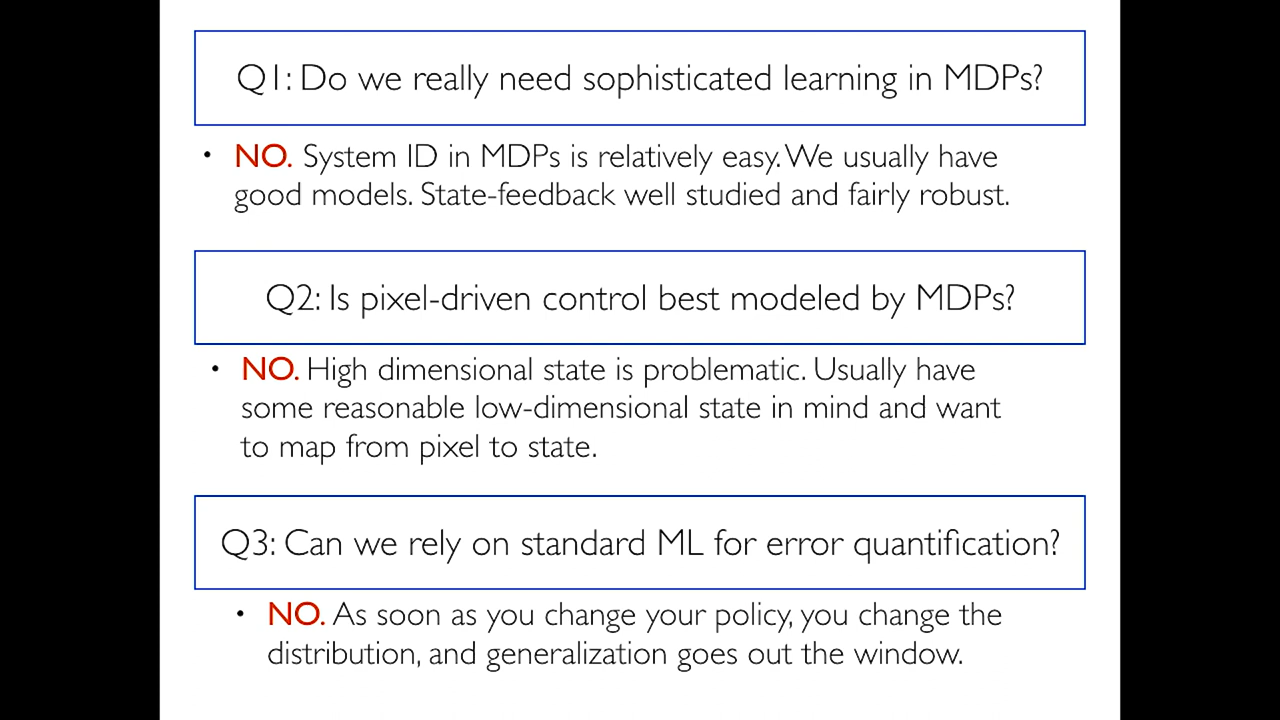 Q1: Do we really need sophisticated learning in MDPs?
• NO. System ID in MDPs is relatively easy. We usually have
good models. State-feedback well studied and fairly robust.
Q2: Is pixel-driven control best modeled by MDPs?
• NO. High dimensional state is problematic. Usually have
some reasonable low-dimensional state in mind and want
to map from pixel to state.
Q3: Can we rely on standard ML for error quantification?
• NO. As soon as you change your policy, you change the
distribution, and generalization goes out the window.